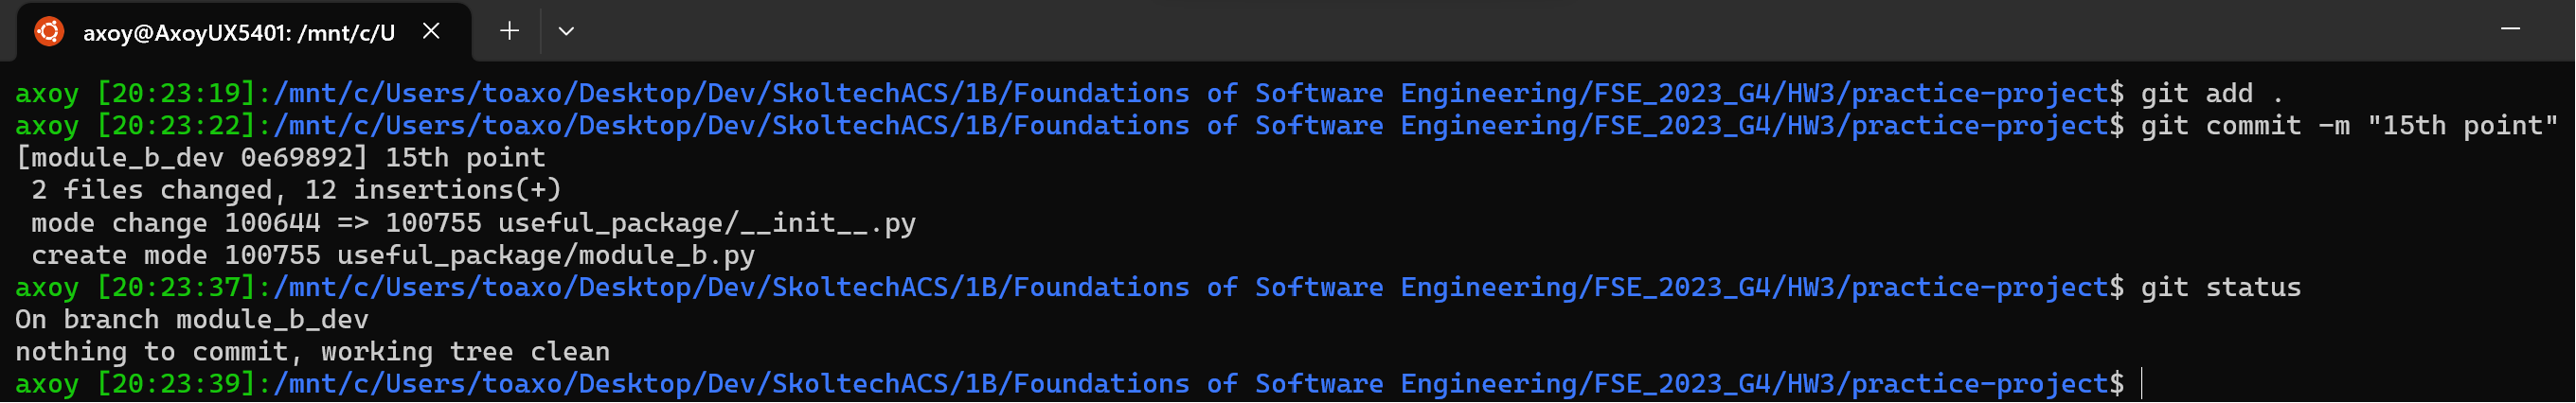 axoy@AxoyUX5401: /mnt/c/U
axoy [20:23:19]:/mnt/c/Users/toaxo/Desktop/Dev/SkoltechACS/1B/Foundations of Software Engineering/FSE_2023_G4/HW3/practice-project$ git add .
axoy [20:23:22]:/mnt/c/Users/toaxo/Desktop/Dev/SkoltechACS/1B/Foundations of Software Engineering/FSE_2023_G4/HW3/practice-project$ git commit -m "15th point"
[module_b_dev 0e69892] 15th point
 2 files changed, 12 insertions(+)
 mode change 100644 => 100755 useful_package/__init__.py
 create mode 100755 useful_package/module_b.py
axoy [20:23:37]:/mnt/c/Users/toaxo/Desktop/Dev/SkoltechACS/1B/Foundations of Software Engineering/FSE_2023_G4/HW3/practice-project$ git status
On branch module_b_dev
nothing to commit, working tree clean
axoy [20:23:39]:/mnt/c/Users/toaxo/Desktop/Dev/SkoltechACS/1B/Foundations of Software Engineering/FSE_2023_G4/HW3/practice-project$